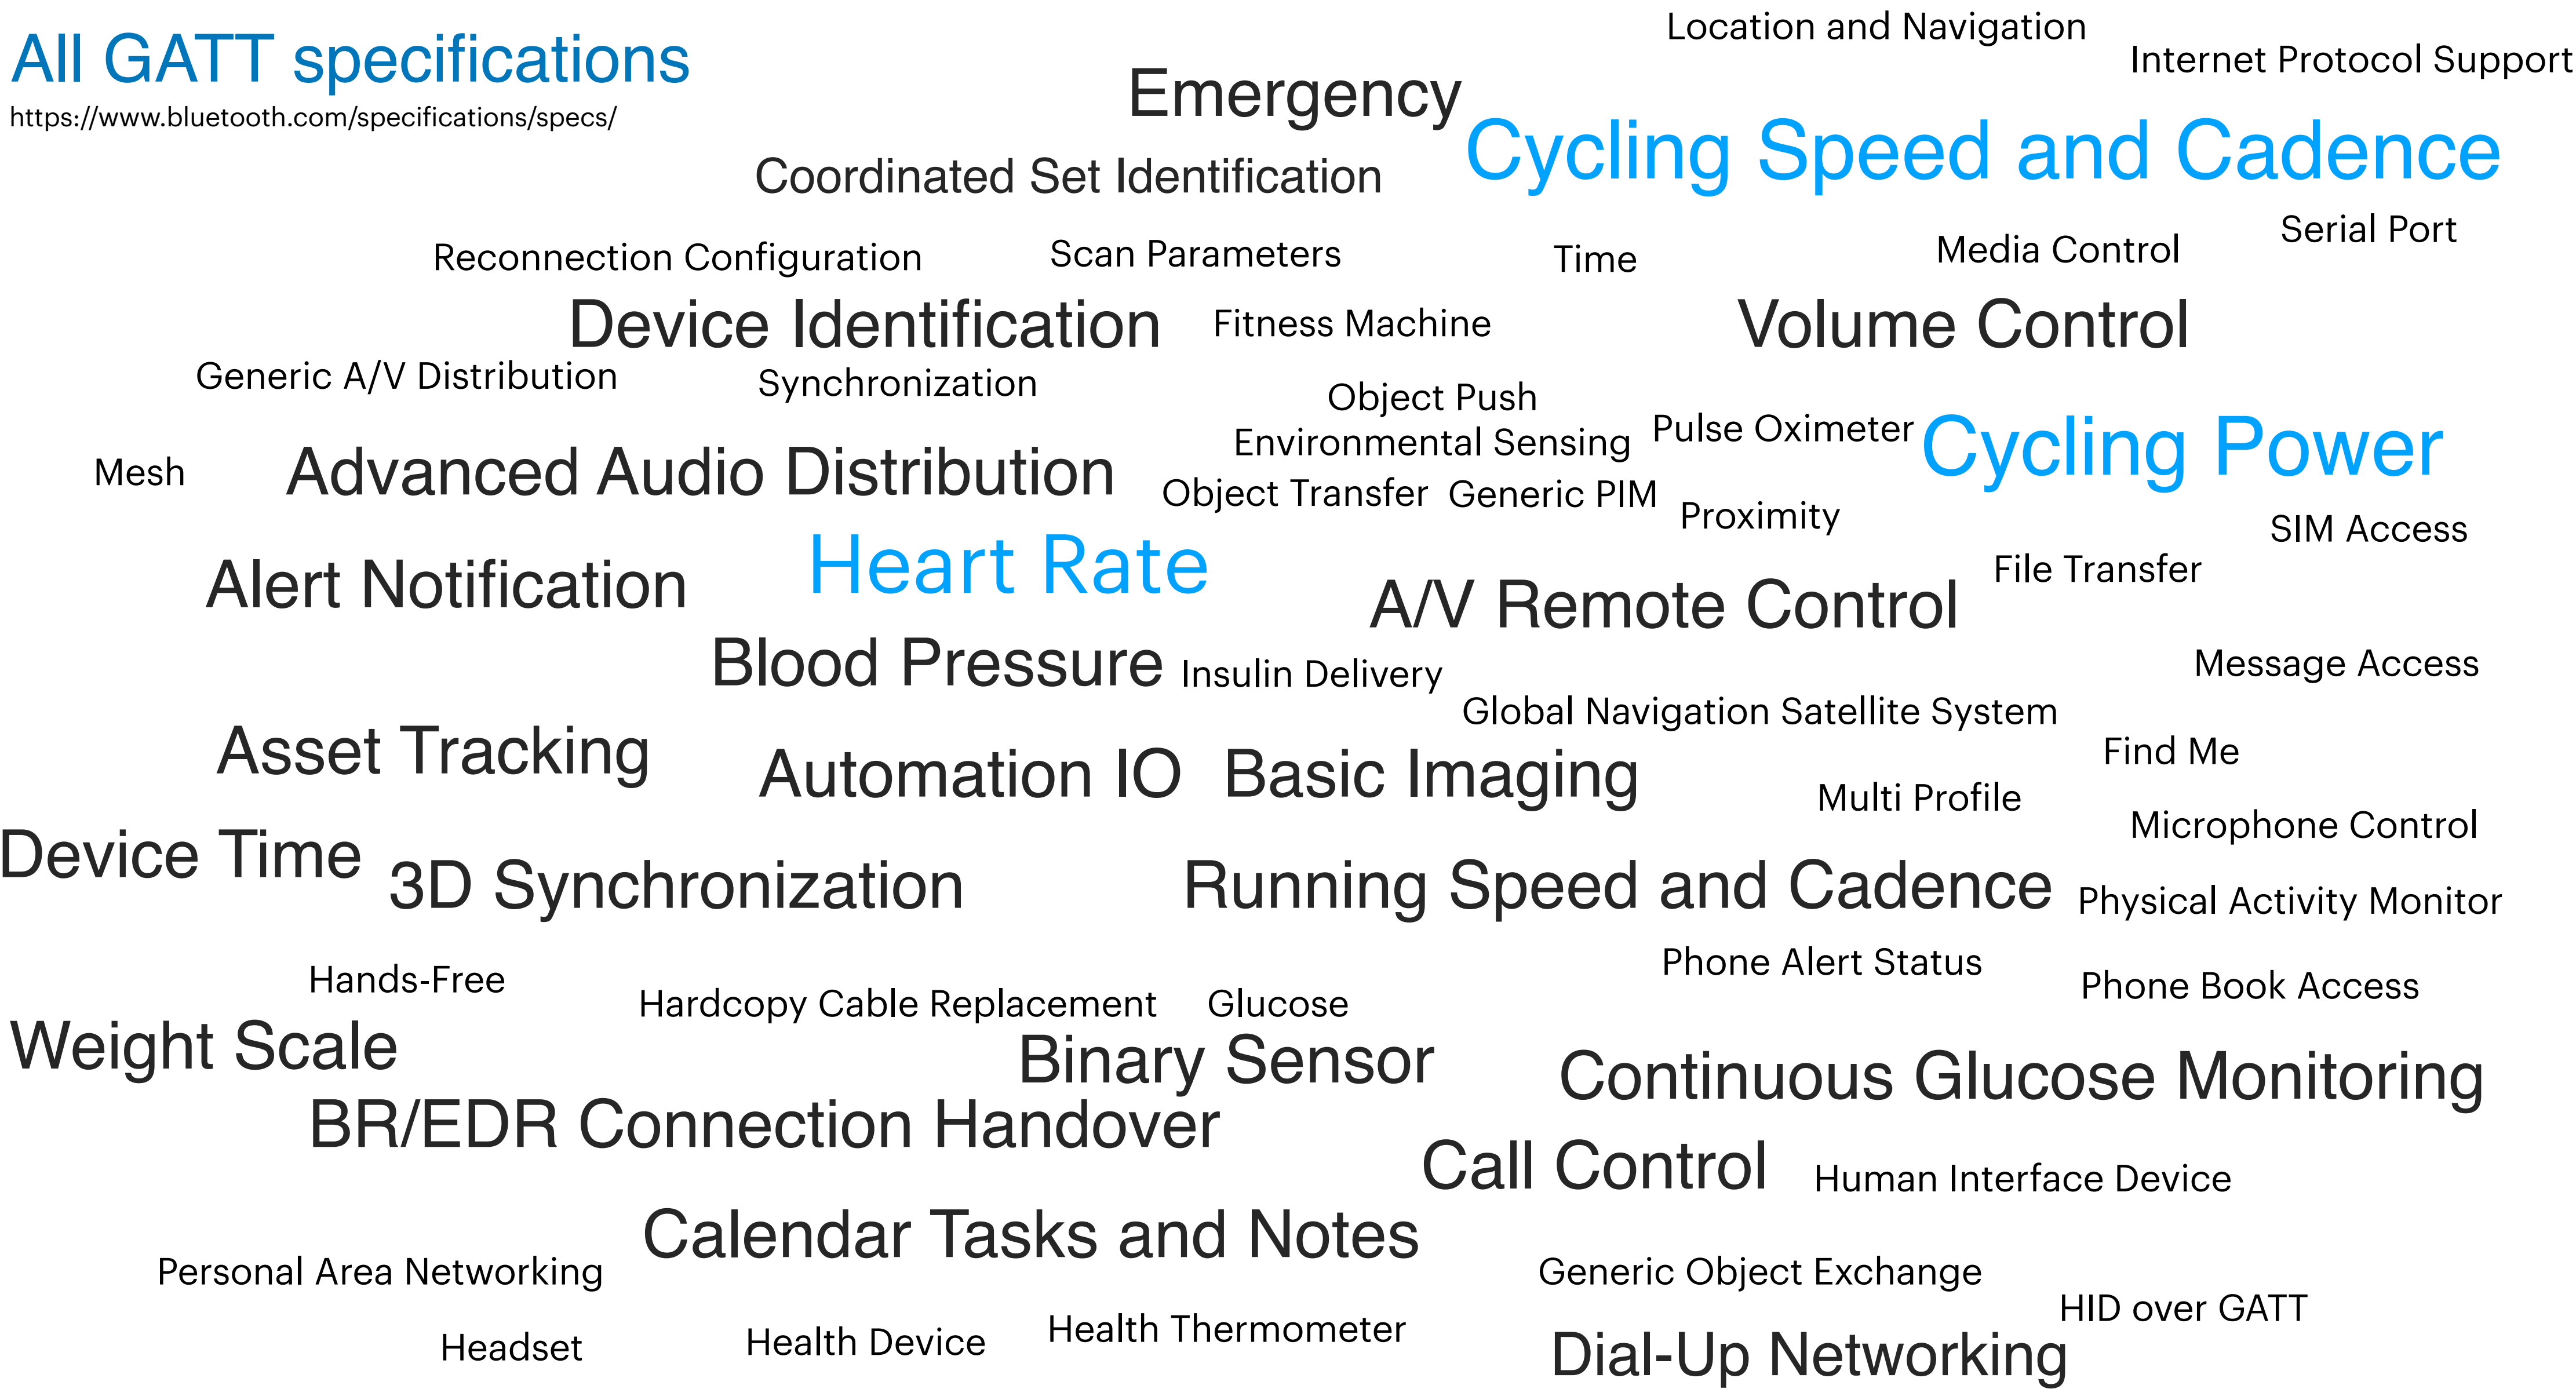 All GATT specifications
https://www.bluetooth.com/specifications/specs/
Location and Navigation
Internet Protocol Support
Emergency
Cycling Speed and Cadence
Coordinated Set Identification
Serial Port
Reconnection Configuration
Scan Parameters
Time
Media Control
Device Identification
Fitness Machine
Volume Control
Generic A/V Distribution
Synchronization
Object Push
Environmental Sensing
Pulse Oximeter
Cycling Power
Mesh
Advanced Audio Distribution
Object Transfer
Generic PIM
Proximity
SIM Access
Alert Notification
Heart Rate
A/V Remote Control
File Transfer
Blood Pressure
Insulin Delivery
Message Access
Global Navigation Satellite System
Asset Tracking
Automation IO
Basic Imaging
Find Me
Multi Profile
Microphone Control
Device Time
3D Synchronization
Running Speed and Cadence
Physical Activity Monitor
Phone Alert Status
Hands-Free
Hardcopy Cable Replacement
Glucose
Phone Book Access
Weight Scale
Binary Sensor
Continuous Glucose Monitoring
BR/EDR Connection Handover
Call Control
Human Interface Device
Calendar Tasks and Notes
Personal Area Networking
Generic Object Exchange
HID over GATT
Headset
Health Device
Health Thermometer
Dial-Up Networking